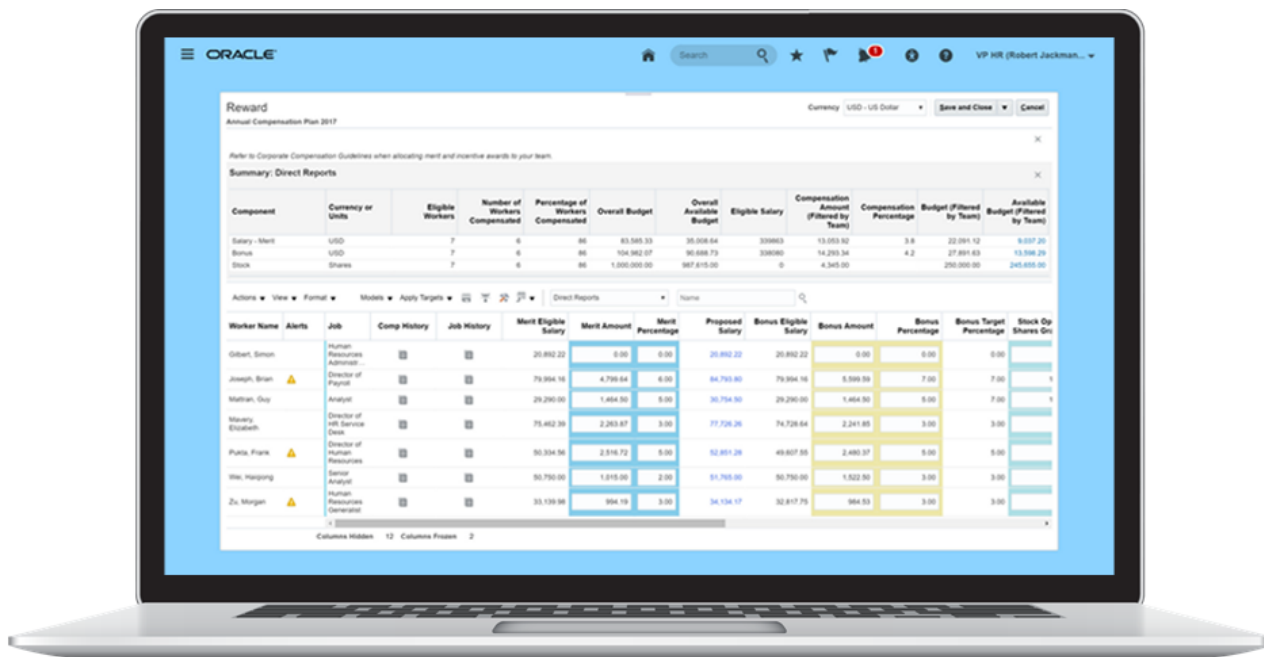 ORACLE
Search
1
VP HR (Robert Jackman...
Reward
Currency USD - US Dollar Save and Close Cancel
Annual Compensation Plan 2017
Refer to Corporate Compensation Guidelines when allocating merit and incentive awards to your team.
Summary: Direct Reports
Component Currency or Units Eligible Workers Number of Workers Compensated Percentage of Workers Compensated Overall Budget Overall Available Budget Eligible Salary Compensation Amount (Filtered by Team) Compensation Percentage Budget (Filtered by Team) Available Budget (Filtered by Team)
Salary - Merit USD 7 6 86 83,585.33 35,008.64 339863 13,053.92 3.8 22,091.12 9,037.20
Bonus USD 7 6 86 104,982.07 90,688.73 338080 14,293.34 4.2 27,891.63 13,598.29
Stock Shares 7 6 86 1,000,000.00 987,615.00 0 4,345.00 250,000.00 245,655.00
Actions View Format Models Apply Targets Direct Reports Name
Worker Name Alerts Job Comp History Job History Merit Eligible Salary Merit Amount Merit Percentage Proposed Salary Bonus Eligible Salary Bonus Amount Bonus Percentage Bonus Target Percentage Stock Op Shares Gra
Gilbert, Simon Human Resources Administr... 20,892.22 0.00 0.00 20,892.22 20,892.22 0.00 0.00 0.00
Joseph, Brian Director of Payroll 79,994.16 4,799.64 6.00 84,793.80 79,994.16 5,599.59 7.00 7.00 1
Mattran, Guy Analyst 29,290.00 1,464.50 5.00 30,754.50 29,290.00 1,464.50 5.00 7.00 1
Mavery, Elizabeth Director of HR Service Desk 75,462.39 2,263.87 3.00 77,726.26 74,728.64 2,241.85 3.00 3.00
Pukta, Frank Director of Human Resources 50,334.56 2,516.72 5.00 52,851.28 49,607.55 2,480.37 5.00 5.00
Wei, Haiqiong Senior Analyst 50,750.00 1,015.00 2.00 51,765.00 50,750.00 1,522.50 3.00 3.00
Zu, Morgan Human Resources Generalist 33,139.98 994.19 3.00 34,134.17 32,817.75 984.53 3.00 3.00
Columns Hidden 12 Columns Frozen 2